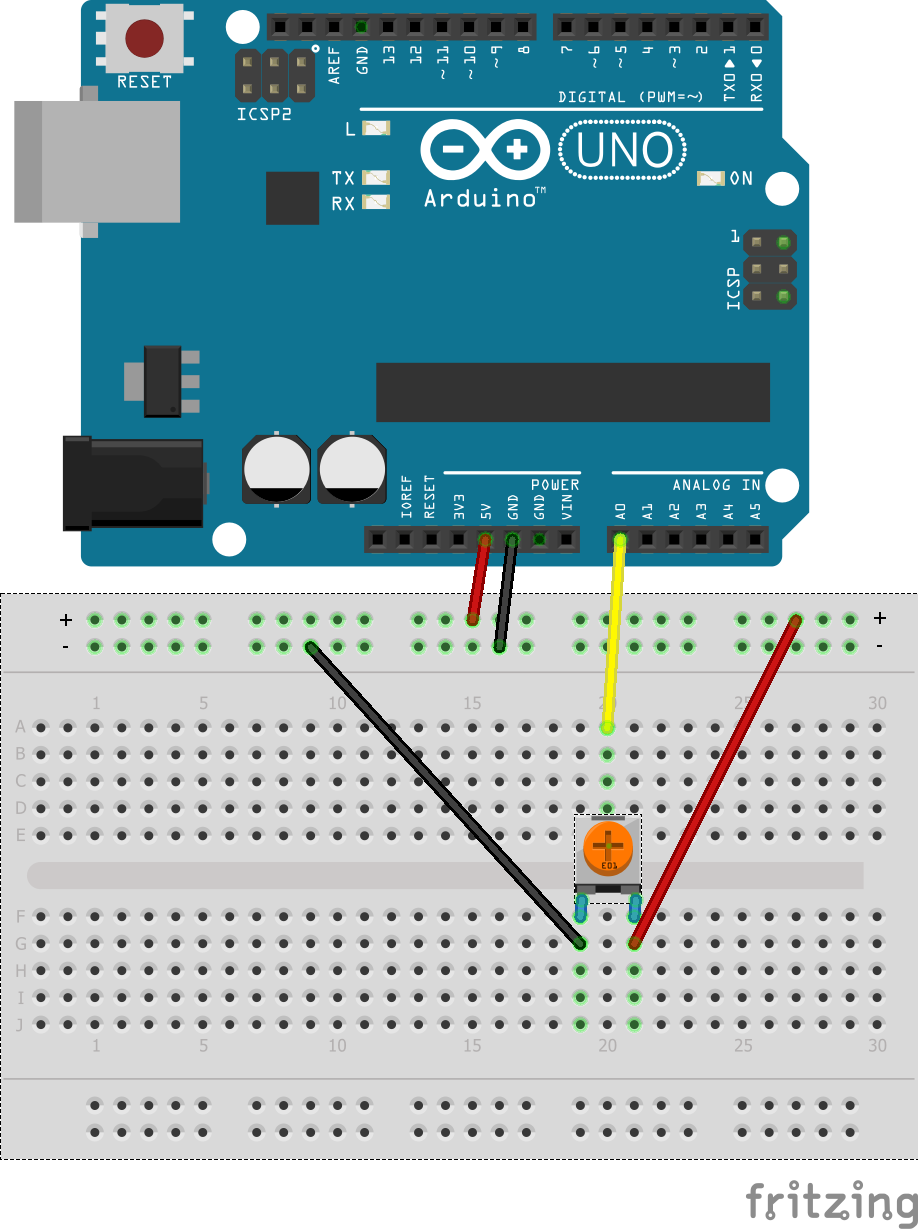 RESET
ICSP2
AREF
GND
13
12
~11
~10
~9
8
7
~6
~5
4
~3
2
TX0▶1
RX0◀0
DIGITAL (PWM=~)
L
TX
RX
Arduino™
UNO
ON
1
ICSP
POWER
ANALOG IN
IOREF
RESET
3V3
5V
GND
GND
VIN
A0
A1
A2
A3
A4
A5
+ +
- -
1 5 10 15 20 25 30
A
B
C
D
E
E01
F
G
H
I
J
1 5 10 15 20 25 30
fritzing